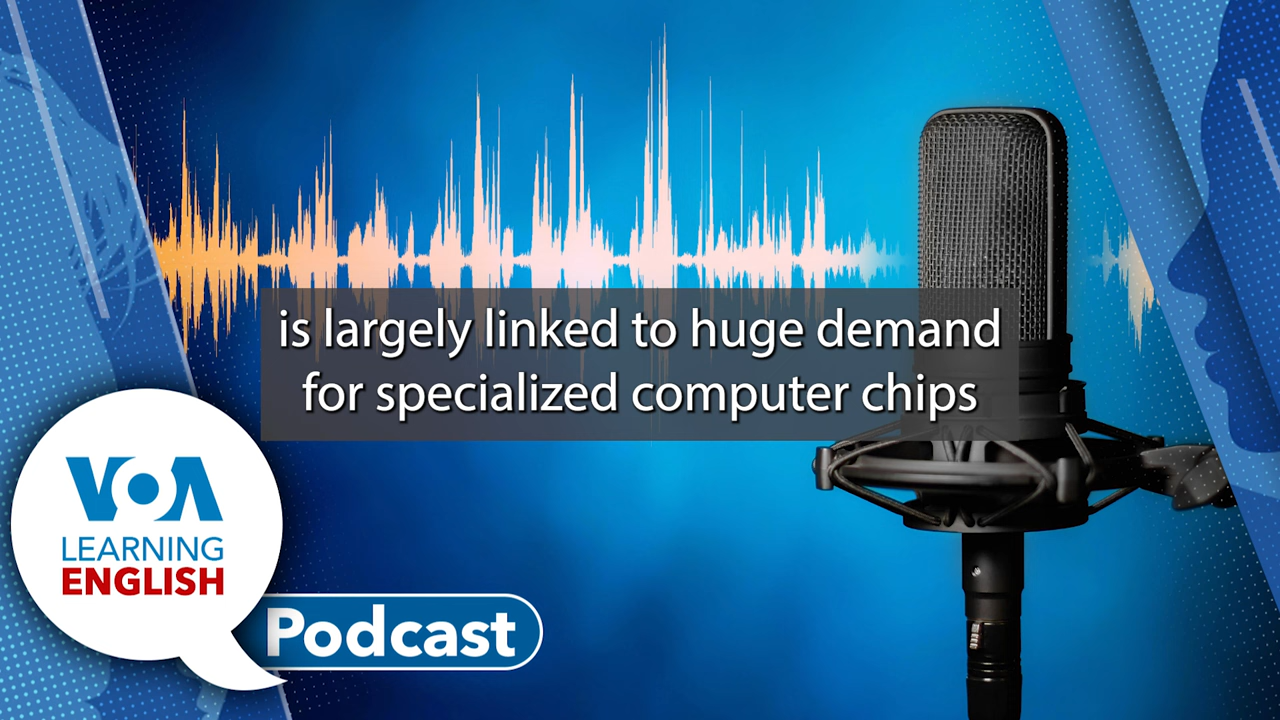 is largely linked to huge demand
for specialized computer chips
VOA
LEARNING
ENGLISH
Podcast